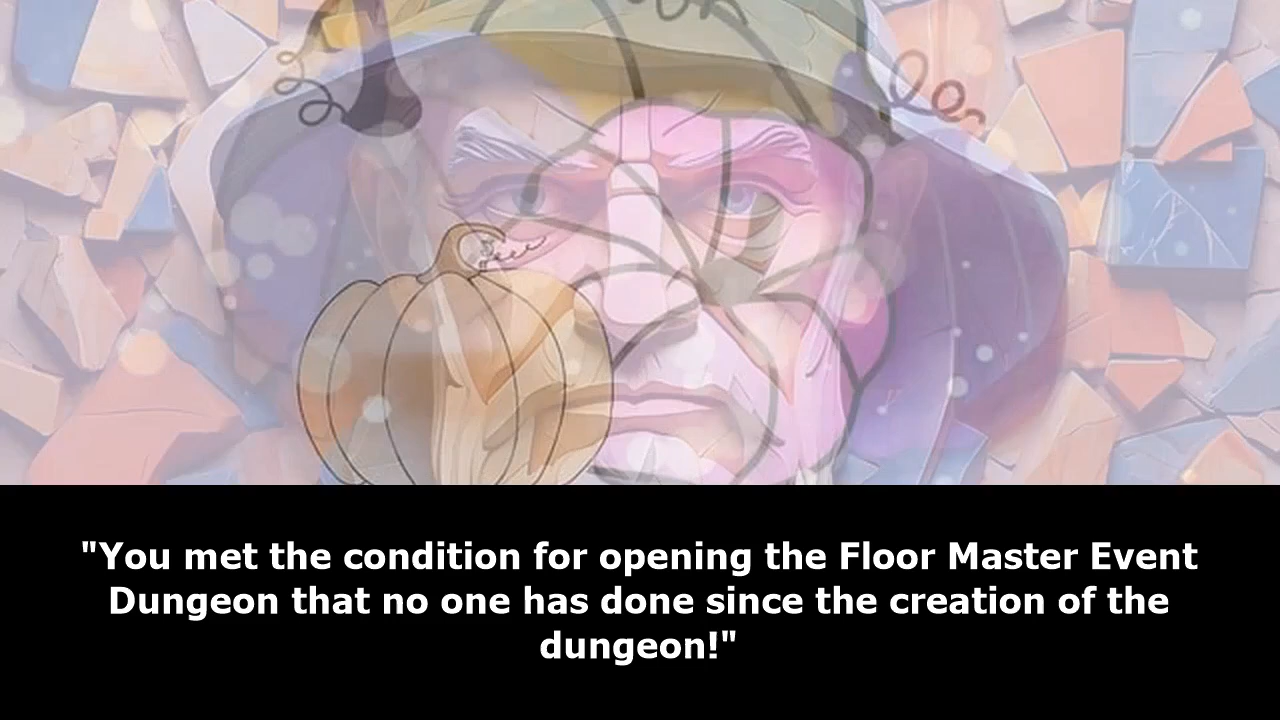 "You met the condition for opening the Floor Master Event
Dungeon that no one has done since the creation of the
dungeon!"